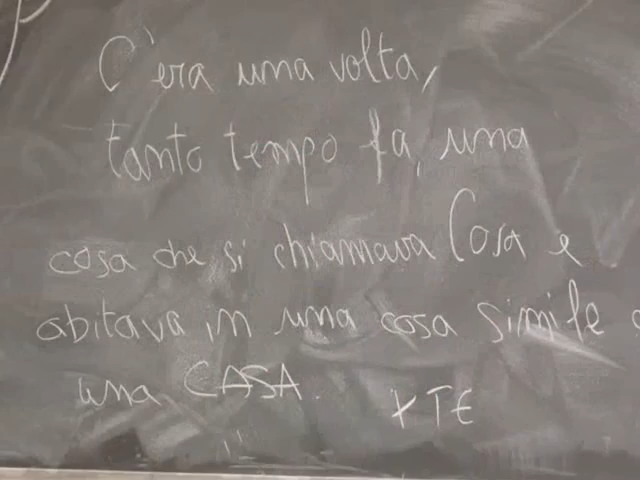 C'era una volta,
tanto tempo fa, una
cosa che si chiamava Cosa e
abitava in una cosa simile a
una CASA.
x TE